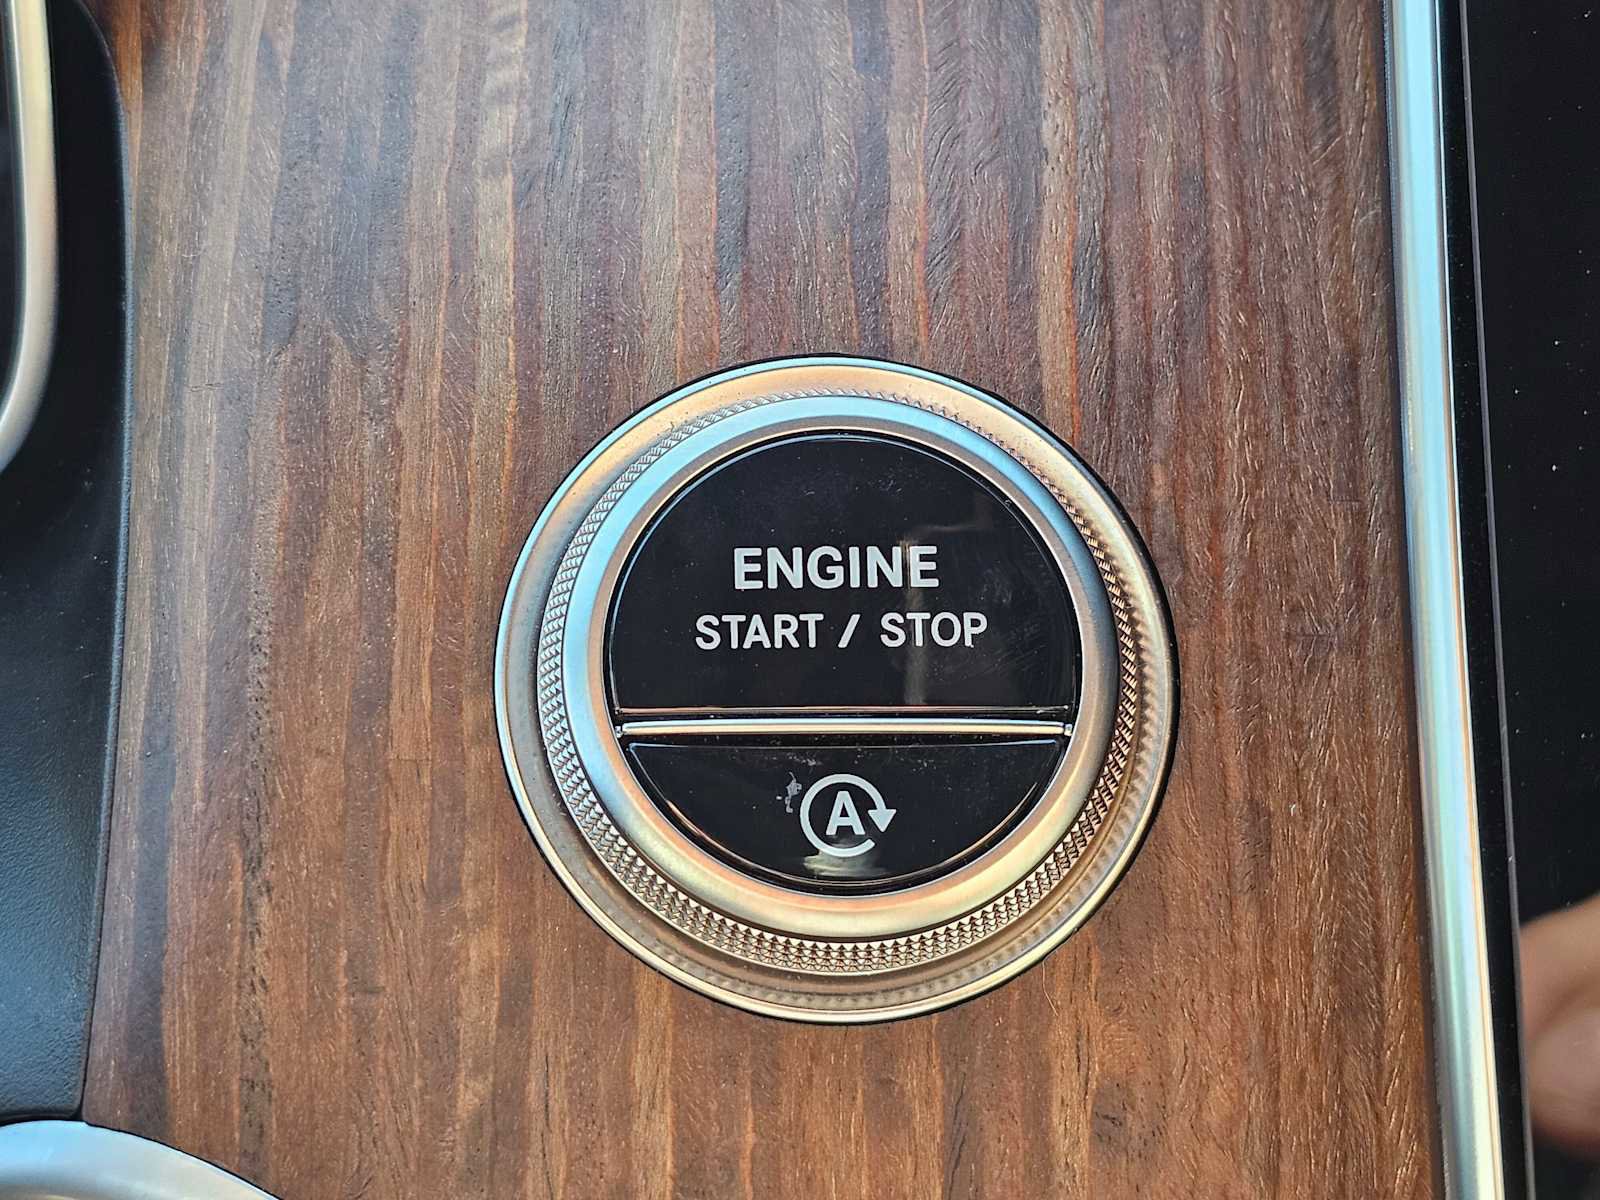 ENGINE
START / STOP
A